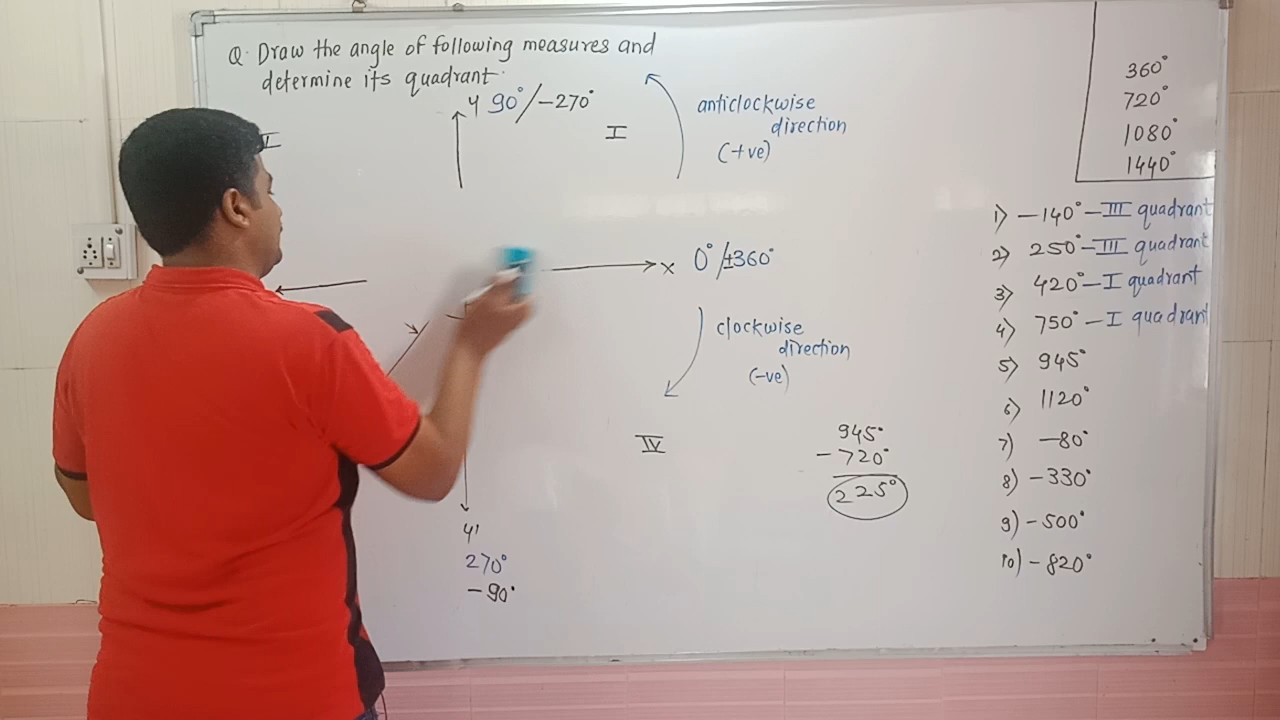 Q. Draw the angle of following measures and
determine its quadrant.
Y 90°/-270°
I
anticlockwise
direction
(+ve)
360°
720°
1080°
1440°
X 0°/±360°
clockwise
direction
(-ve)
IV
945°
-720°
225°
Y'
270°
-90°
1) -140° - III quadrant
2) 250° - III quadrant
3) 420° - I quadrant
4) 750° - I quadrant
5) 945°
6) 1120°
7) -80°
8) -330°
9) -500°
10) -820°